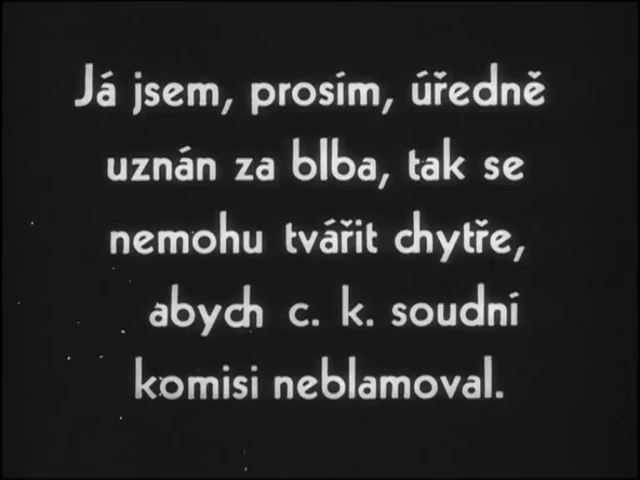 Já jsem, prosím, úředně
uznán za blba, tak se
nemohu tvářit chytře,
abych c. k. soudní
komisi neblamoval.